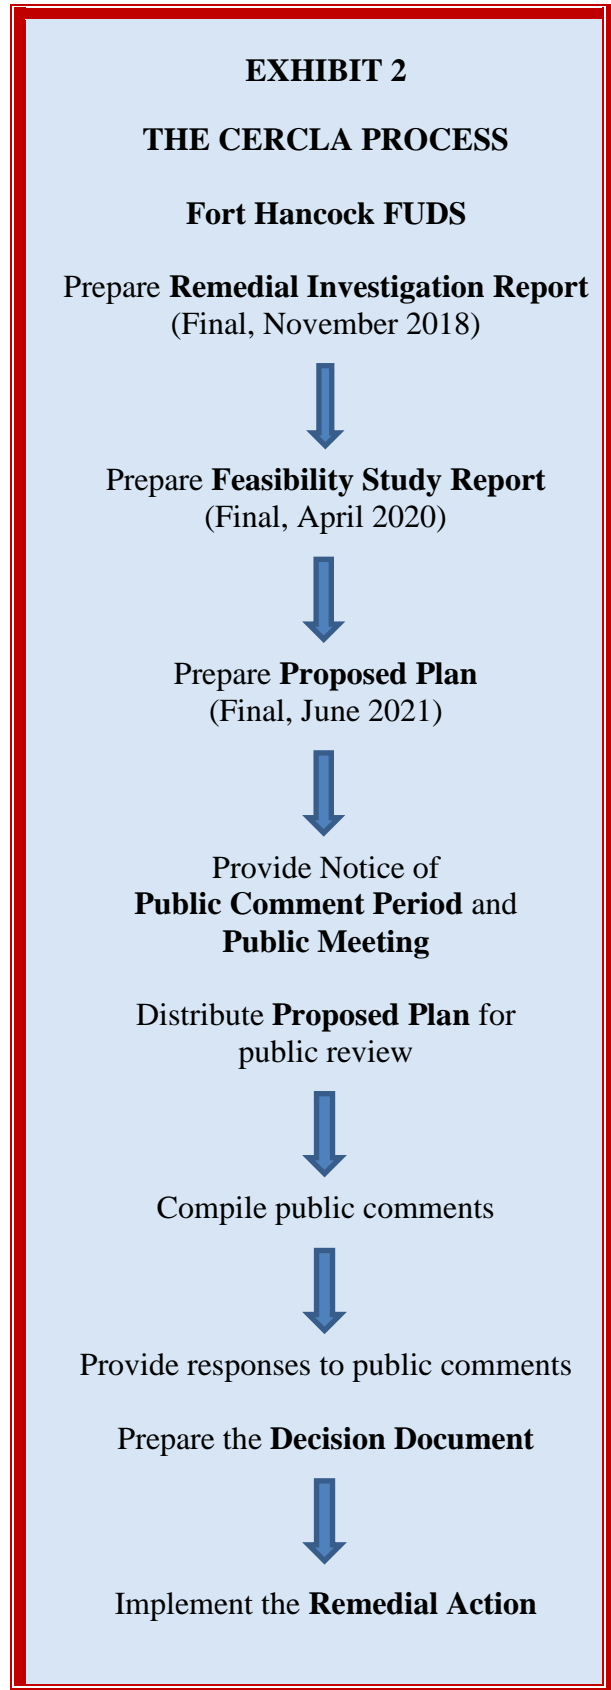 EXHIBIT 2
THE CERCLA PROCESS
Fort Hancock FUDS
Prepare Remedial Investigation Report
(Final, November 2018)
Prepare Feasibility Study Report
(Final, April 2020)
Prepare Proposed Plan
(Final, June 2021)
Provide Notice of
Public Comment Period and
Public Meeting
Distribute Proposed Plan for
public review
Compile public comments
Provide responses to public comments
Prepare the Decision Document
Implement the Remedial Action